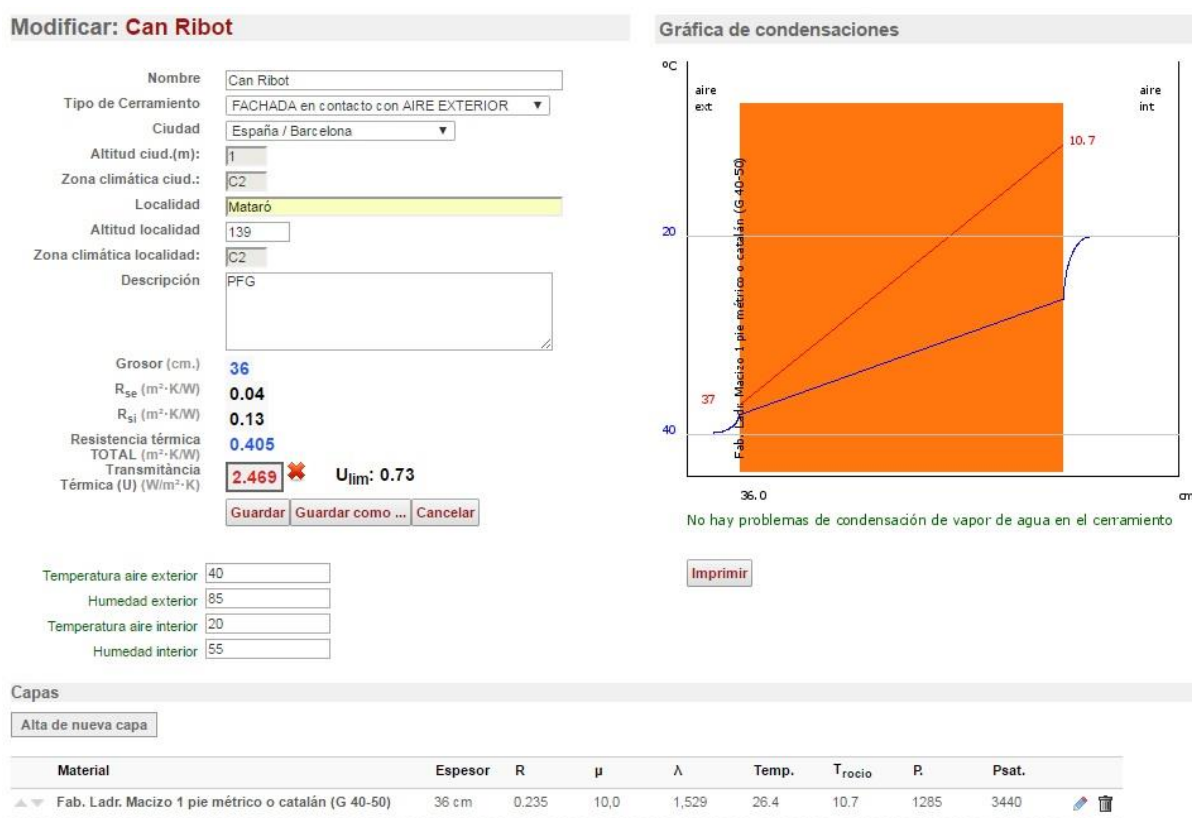 Modificar: Can Ribot
Nombre Can Ribot
Tipo de Cerramiento FACHADA en contacto con AIRE EXTERIOR
Ciudad España / Barcelona
Altitud ciud.(m): 1
Zona climática ciud.: C2
Localidad Mataró
Altitud localidad 139
Zona climática localidad: C2
Descripción PFG
Grosor (cm.) 36
Rse (m²·K/W) 0.04
Rsi (m²·K/W) 0.13
Resistencia térmica
TOTAL (m²·K/W) 0.405
Transmitància
Térmica (U) (W/m²·K) 2.469 Ulim: 0.73
Guardar Guardar como ... Cancelar
Temperatura aire exterior 40
Humedad exterior 85
Temperatura aire interior 20
Humedad interior 55
Gráfica de condensaciones
ºC
aire
ext
aire
int
10.7
20
37
40
Fab. Ladr. Macizo 1 pie métrico o catalán (G 40-50)
36.0
cm
No hay problemas de condensación de vapor de agua en el cerramiento
Imprimir
Capas
Alta de nueva capa
Material Espesor R µ λ Temp. Trocio P. Psat.
Fab. Ladr. Macizo 1 pie métrico o catalán (G 40-50) 36 cm 0.235 10,0 1,529 26.4 10.7 1285 3440